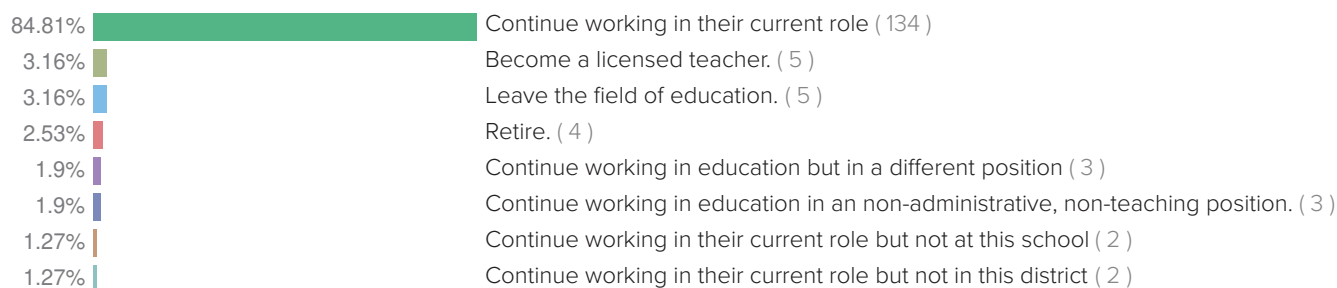 84.81% Continue working in their current role ( 134 )
3.16% Become a licensed teacher. ( 5 )
3.16% Leave the field of education. ( 5 )
2.53% Retire. ( 4 )
1.9% Continue working in education but in a different position ( 3 )
1.9% Continue working in education in an non-administrative, non-teaching position. ( 3 )
1.27% Continue working in their current role but not at this school ( 2 )
1.27% Continue working in their current role but not in this district ( 2 )